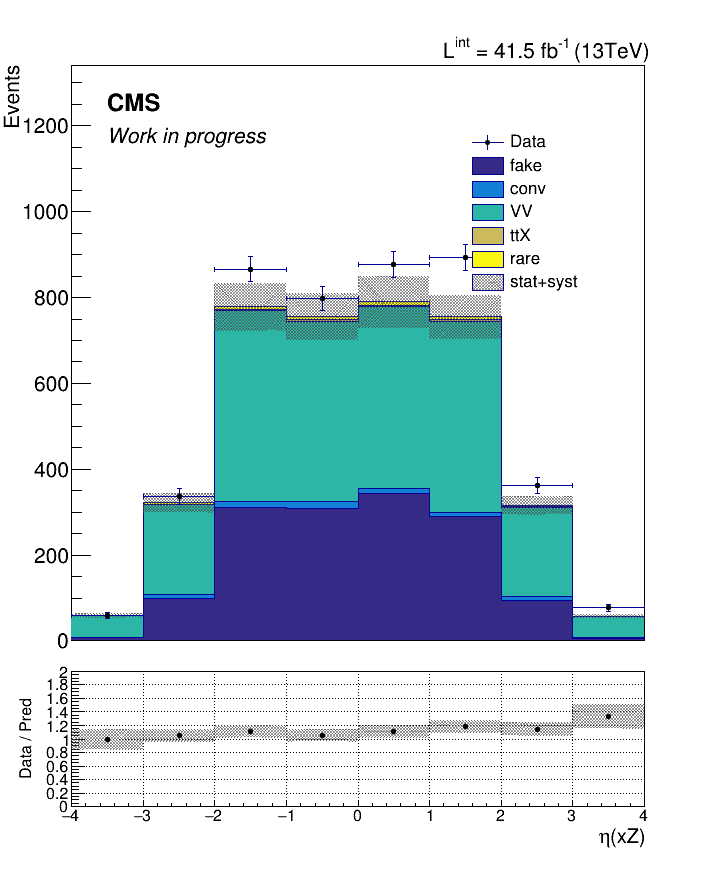 L^int = 41.5 fb^-1 (13TeV)
Events
CMS
Work in progress
Data
fake
conv
VV
ttX
rare
stat+syst
1200
1000
800
600
400
200
0
Data / Pred
2
1.8
1.6
1.4
1.2
1
0.8
0.6
0.4
0.2
0
−4 −3 −2 −1 0 1 2 3 4
η(xZ)